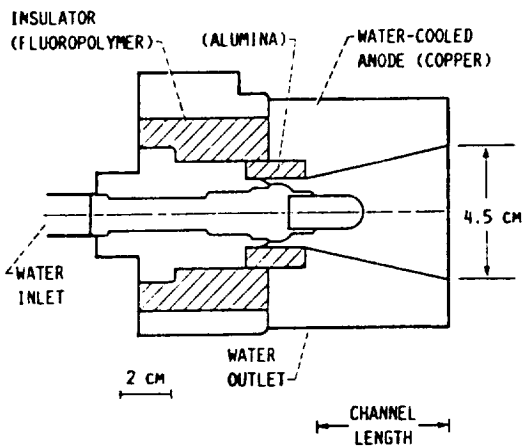 INSULATOR
(FLUOROPOLYMER)
(ALUMINA)
WATER-COOLED
ANODE (COPPER)
4.5 CM
WATER
INLET
WATER
OUTLET
2 CM
CHANNEL
LENGTH